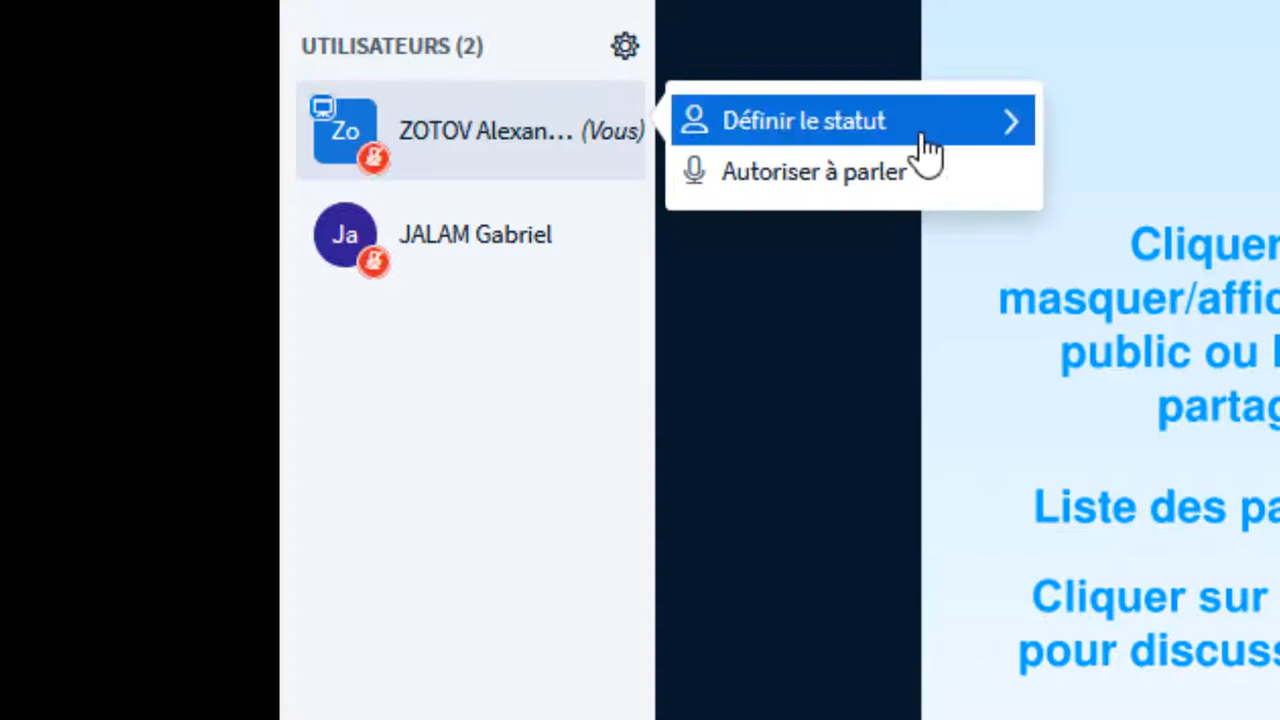 UTILISATEURS (2)
Zo
ZOTOV Alexan... (Vous)
Définir le statut
Autoriser à parler
Ja
JALAM Gabriel
Cliquer
masquer/affic
public ou
partag
Liste des pa
Cliquer sur
pour discuss